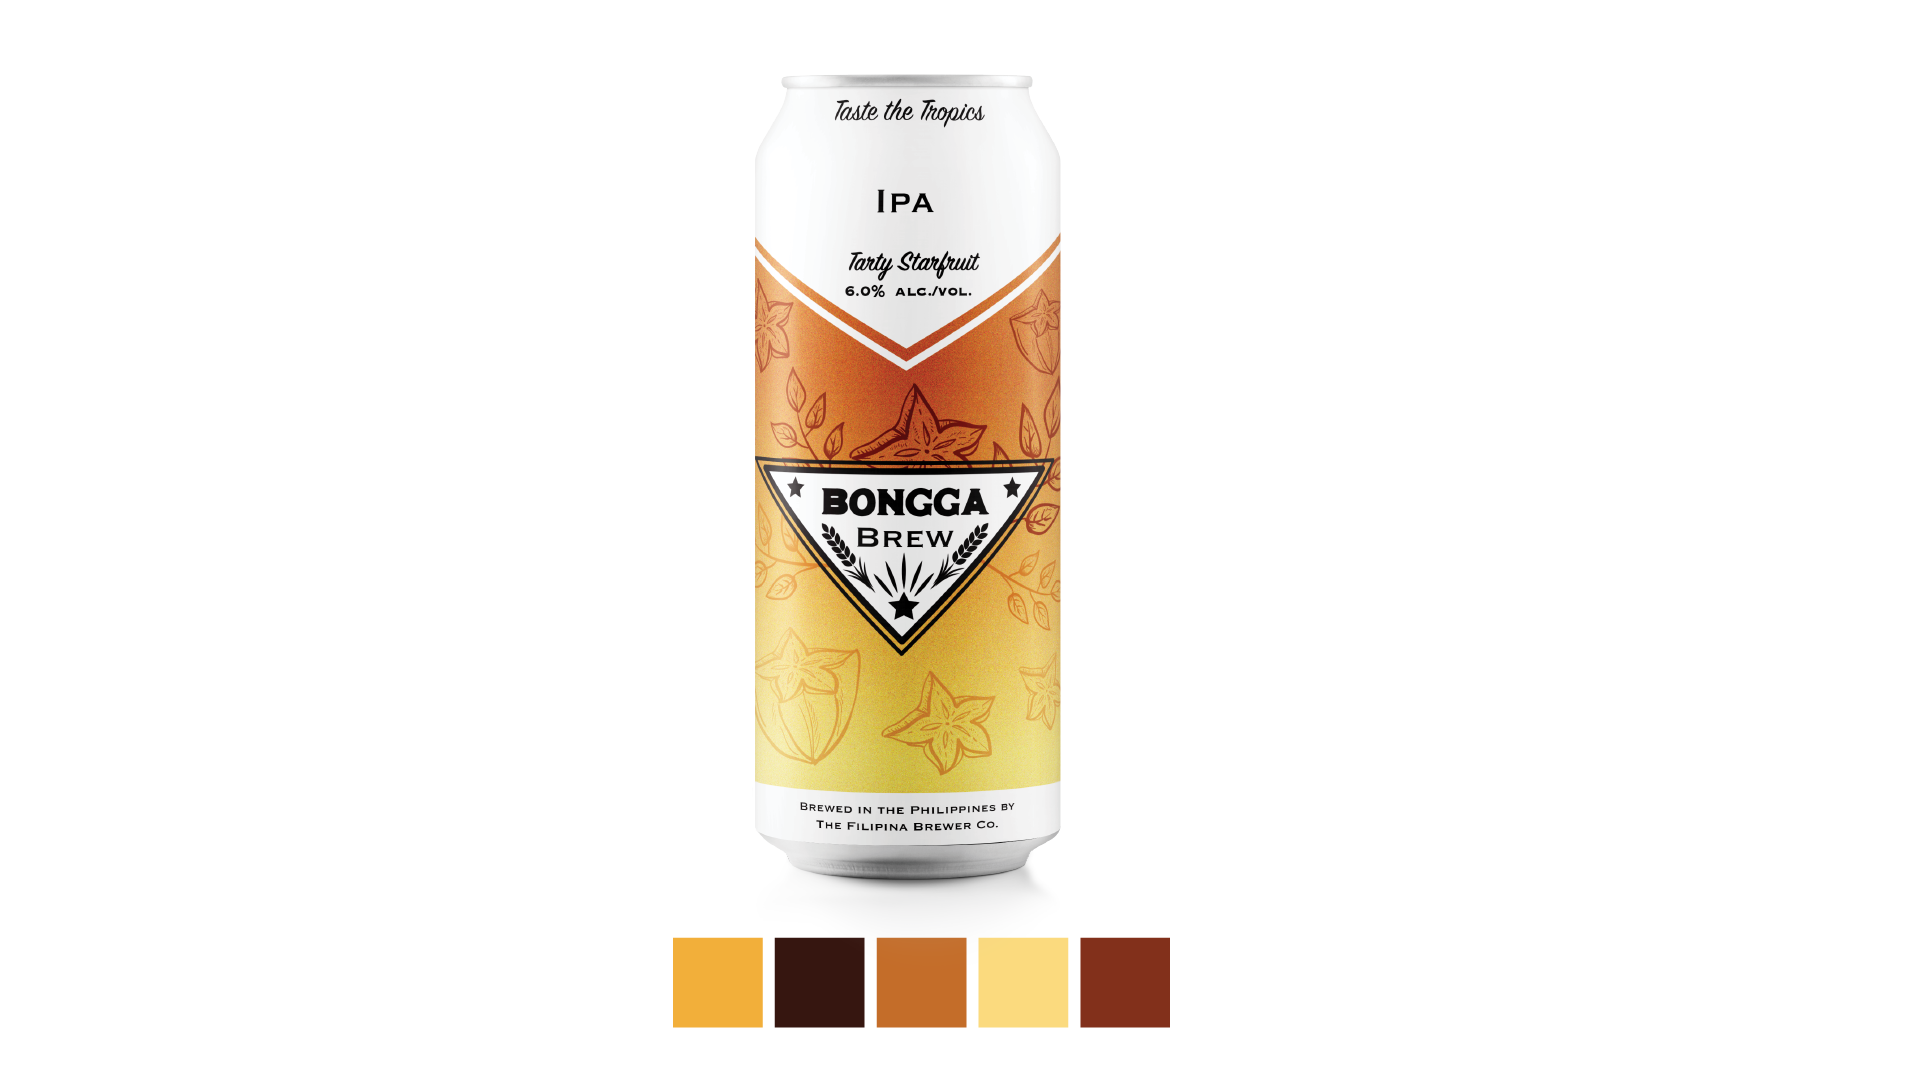 Taste the Tropics
IPA
Tarty Starfruit
6.0% ALC./VOL.
BONGGA
BREW
BREWED IN THE PHILIPPINES BY
THE FILIPINA BREWER CO.